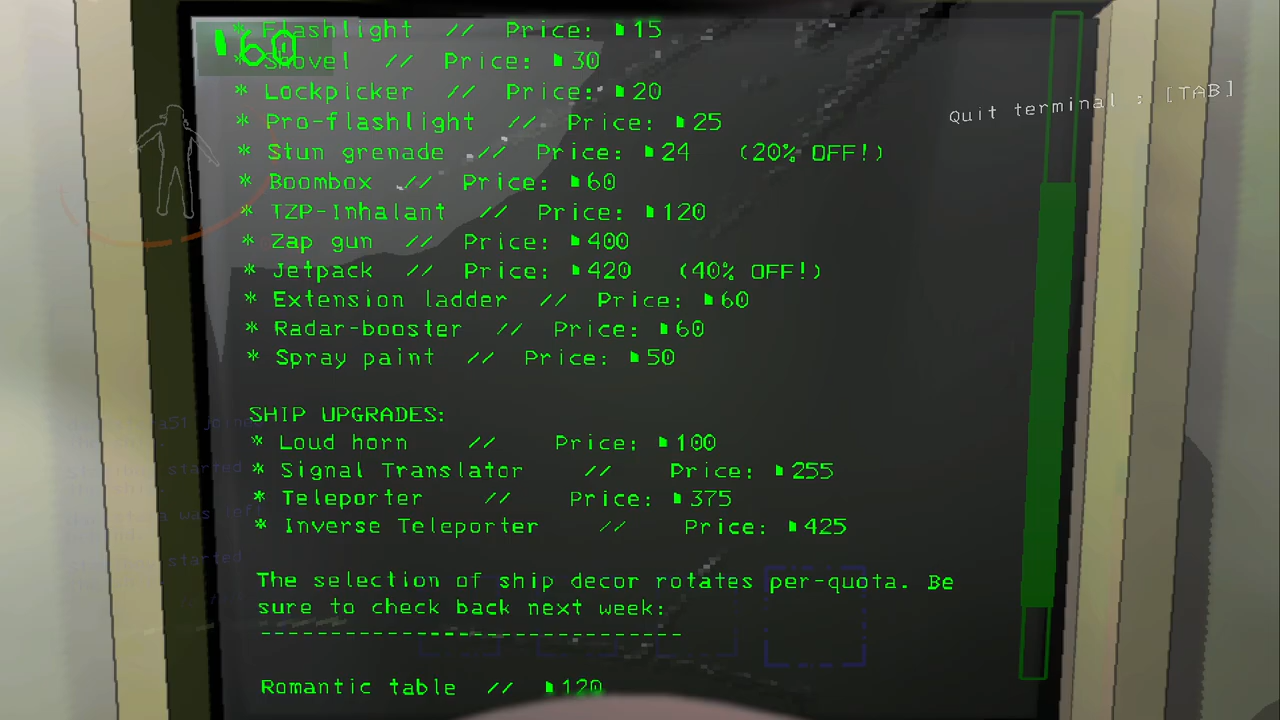 * Flashlight // Price: ▮15
▮60
* Shovel // Price: ▮30
* Lockpicker // Price: ▮20
* Pro-flashlight // Price: ▮25
Quit terminal : [TAB]
* Stun grenade // Price: ▮24 (20% OFF!)
* Boombox // Price: ▮60
* TZP-Inhalant // Price: ▮120
* Zap gun // Price: ▮400
* Jetpack // Price: ▮420 (40% OFF!)
* Extension ladder // Price: ▮60
* Radar-booster // Price: ▮60
* Spray paint // Price: ▮50
SHIP UPGRADES:
* Loud horn // Price: ▮100
* Signal Translator // Price: ▮255
* Teleporter // Price: ▮375
* Inverse Teleporter // Price: ▮425
The selection of ship decor rotates per-quota. Be
sure to check back next week:
------------------------------
Romantic table // ▮120
started
started